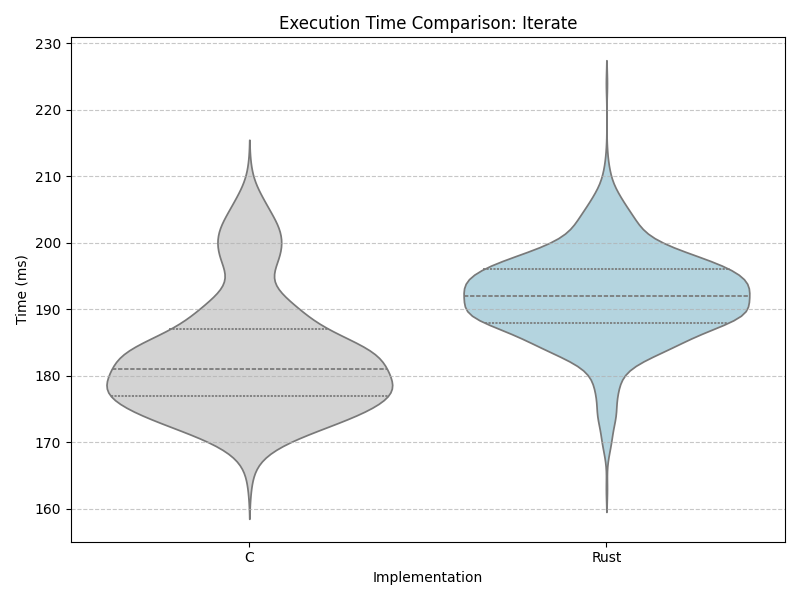 Execution Time Comparison: Iterate
230
220
210
200
190
180
170
160
Time (ms)
C
Rust
Implementation